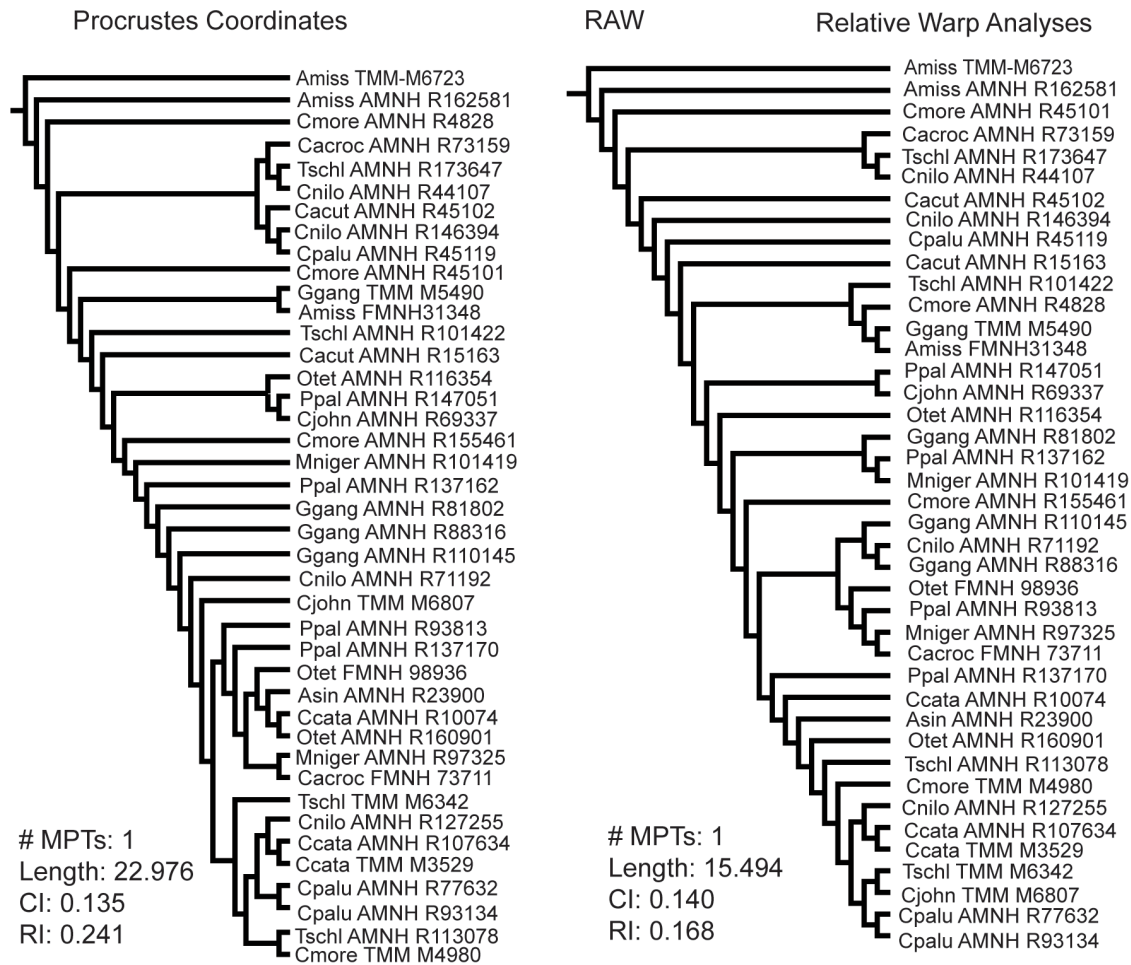 Procrustes Coordinates
Amiss TMM-M6723
Amiss AMNH R162581
Cmore AMNH R4828
Cacroc AMNH R73159
Tschl AMNH R173647
Cnilo AMNH R44107
Cacut AMNH R45102
Cnilo AMNH R146394
Cpalu AMNH R45119
Cmore AMNH R45101
Ggang TMM M5490
Amiss FMNH31348
Tschl AMNH R101422
Cacut AMNH R15163
Otet AMNH R116354
Ppal AMNH R147051
Cjohn AMNH R69337
Cmore AMNH R155461
Mniger AMNH R101419
Ppal AMNH R137162
Ggang AMNH R81802
Ggang AMNH R88316
Ggang AMNH R110145
Cnilo AMNH R71192
Cjohn TMM M6807
Ppal AMNH R93813
Ppal AMNH R137170
Otet FMNH 98936
Asin AMNH R23900
Ccata AMNH R10074
Otet AMNH R160901
Mniger AMNH R97325
Cacroc FMNH 73711
Tschl TMM M6342
Cnilo AMNH R127255
Ccata AMNH R107634
Ccata TMM M3529
Cpalu AMNH R77632
Cpalu AMNH R93134
Tschl AMNH R113078
Cmore TMM M4980
# MPTs: 1
Length: 22.976
CI: 0.135
RI: 0.241
RAW
Relative Warp Analyses
Amiss TMM-M6723
Amiss AMNH R162581
Cmore AMNH R45101
Cacroc AMNH R73159
Tschl AMNH R173647
Cnilo AMNH R44107
Cacut AMNH R45102
Cnilo AMNH R146394
Cpalu AMNH R45119
Cacut AMNH R15163
Tschl AMNH R101422
Cmore AMNH R4828
Ggang TMM M5490
Amiss FMNH31348
Ppal AMNH R147051
Cjohn AMNH R69337
Otet AMNH R116354
Ggang AMNH R81802
Ppal AMNH R137162
Mniger AMNH R101419
Cmore AMNH R155461
Ggang AMNH R110145
Cnilo AMNH R71192
Ggang AMNH R88316
Otet FMNH 98936
Ppal AMNH R93813
Mniger AMNH R97325
Cacroc FMNH 73711
Ppal AMNH R137170
Ccata AMNH R10074
Asin AMNH R23900
Otet AMNH R160901
Tschl AMNH R113078
Cmore TMM M4980
Cnilo AMNH R127255
Ccata AMNH R107634
Ccata TMM M3529
Tschl TMM M6342
Cjohn TMM M6807
Cpalu AMNH R77632
Cpalu AMNH R93134
# MPTs: 1
Length: 15.494
CI: 0.140
RI: 0.168